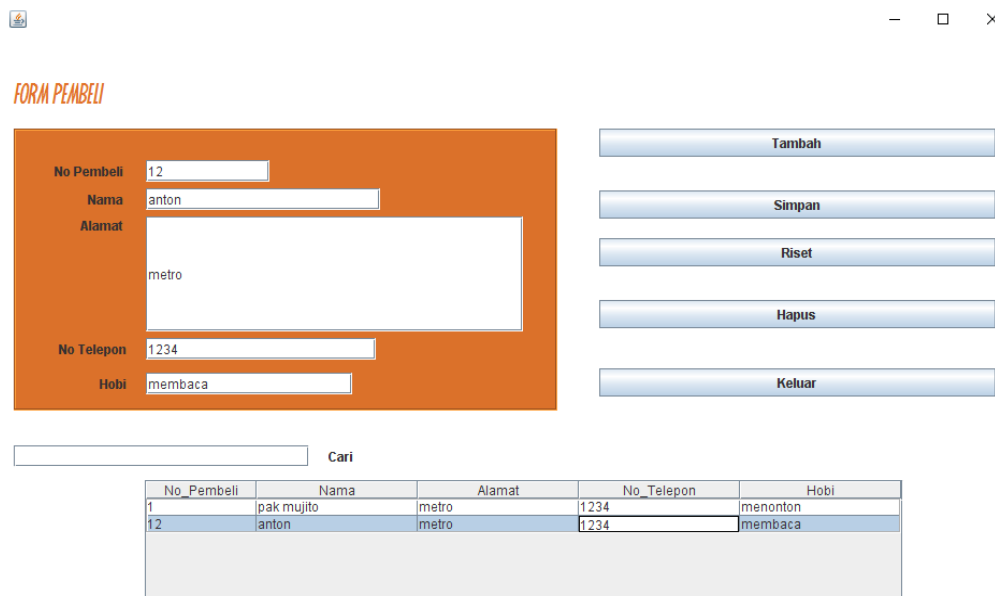 FORM PEMBELI
No Pembeli 12
Nama anton
Alamat metro
No Telepon 1234
Hobi membaca
Tambah
Simpan
Riset
Hapus
Keluar
Cari
No_Pembeli Nama Alamat No_Telepon Hobi
1 pak mujito metro 1234 menonton
12 anton metro 1234 membaca